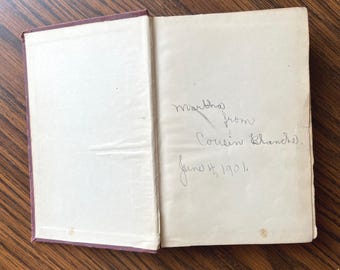 Martha
from
Cousin Blanche.
June 4, 1901.